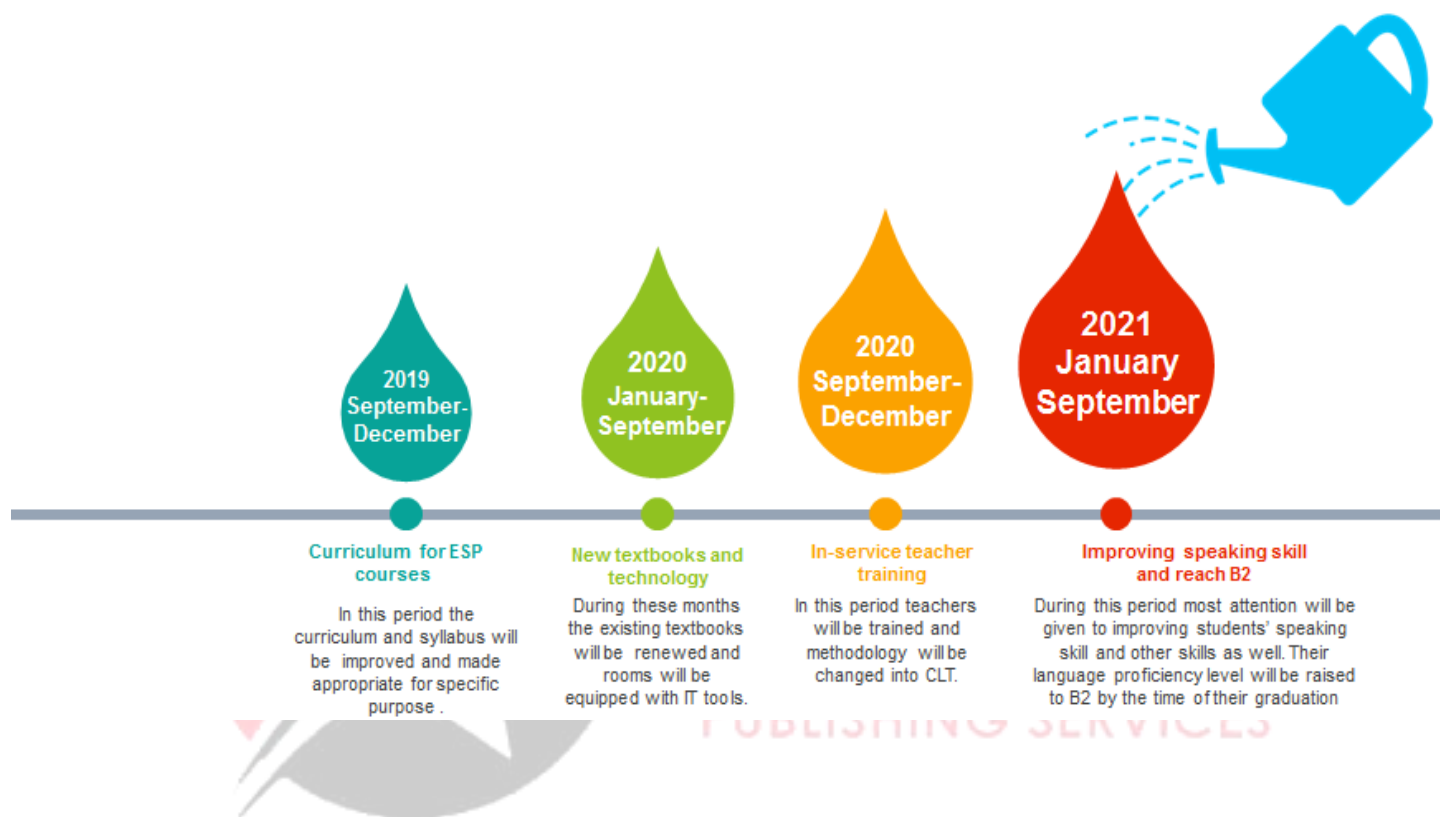 2019
September-
December
2020
January-
September
2020
September-
December
2021
January
September
Curriculum for ESP
courses
In this period the
curriculum and syllabus will
be improved and made
appropriate for specific
purpose .
New textbooks and
technology
During these months
the existing textbooks
will be renewed and
rooms will be
equipped with IT tools.
In-service teacher
training
In this period teachers
will be trained and
methodology will be
changed into CLT.
Improving speaking skill
and reach B2
During this period most attention will be
given to improving students' speaking
skill and other skills as well. Their
language proficiency level will be raised
to B2 by the time of their graduation
PUBLISHING SERVICES